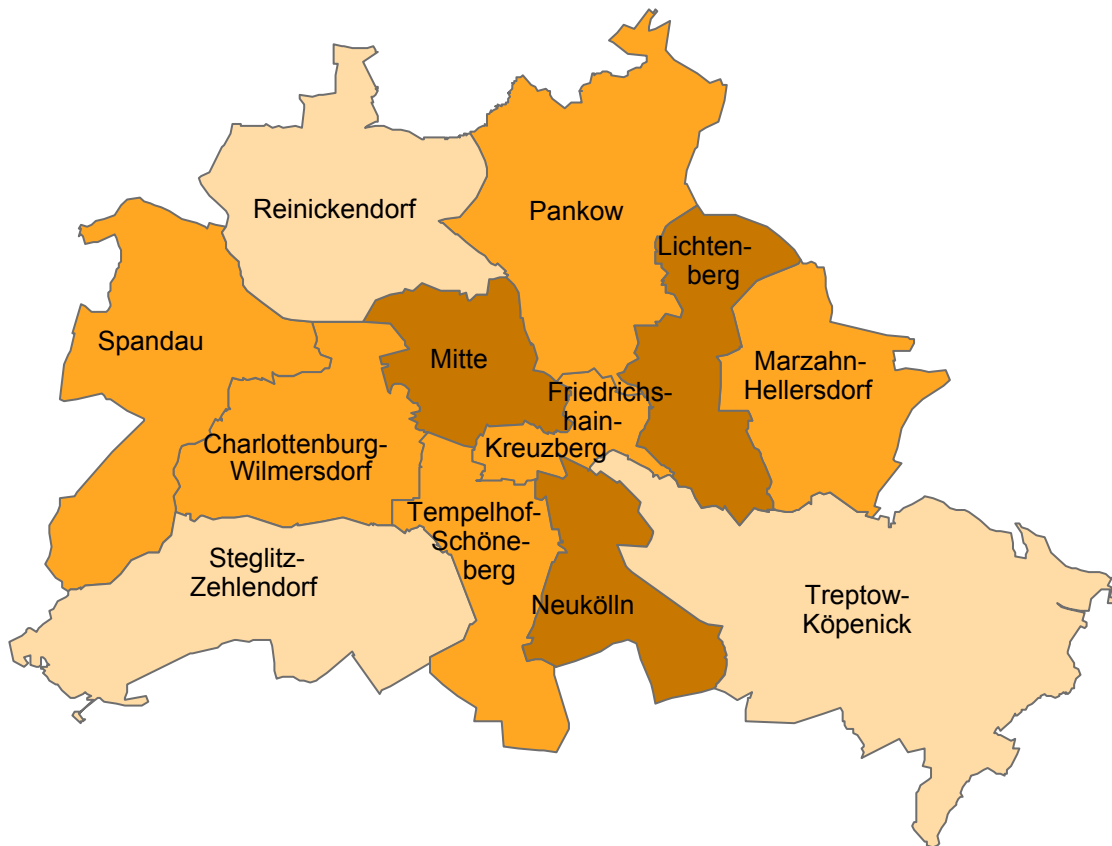 Reinickendorf
Pankow
Lichten-
berg
Spandau
Mitte
Marzahn-
Hellersdorf
Friedrichs-
hain-
Kreuzberg
Charlottenburg-
Wilmersdorf
Tempelhof-
Schöne-
berg
Steglitz-
Zehlendorf
Neukölln
Treptow-
Köpenick